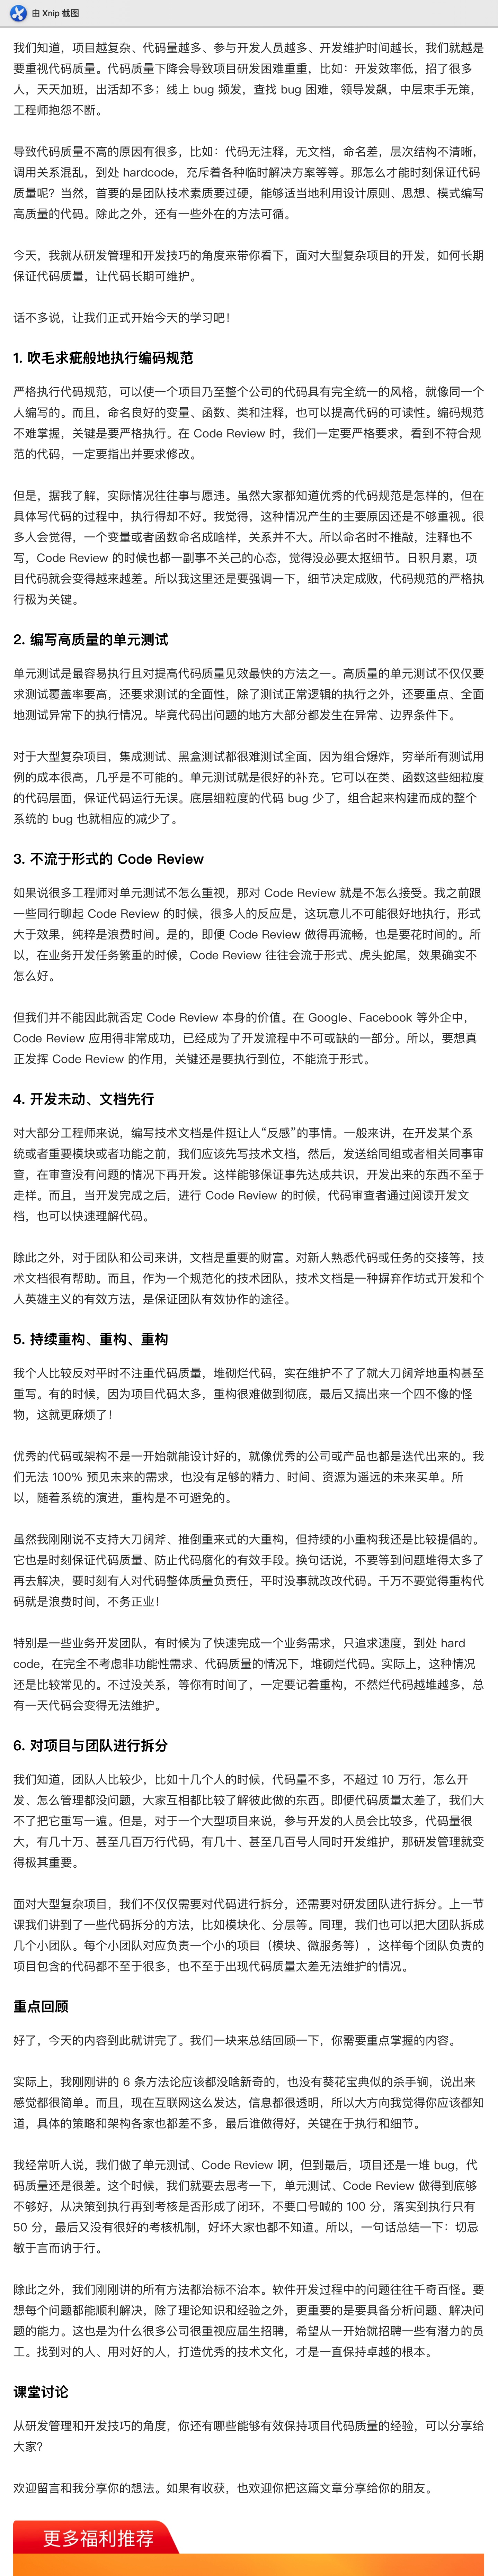 由 Xnip 截图
我们知道，项目越复杂、代码量越多、参与开发人员越多、开发维护时间越长，我们就越是
要重视代码质量。代码质量下降会导致项目研发困难重重，比如：开发效率低，招了很多
人，天天加班，出活却不多；线上 bug 频发，查找 bug 困难，领导发飙，中层束手无策，
工程师抱怨不断。
导致代码质量不高的原因有很多，比如：代码无注释，无文档，命名差，层次结构不清晰，
调用关系混乱，到处 hardcode，充斥着各种临时解决方案等等。那怎么才能时刻保证代码
质量呢？当然，首要的是团队技术素质要过硬，能够适当地利用设计原则、思想、模式编写
高质量的代码。除此之外，还有一些外在的方法可循。
今天，我就从研发管理和开发技巧的角度来带你看下，面对大型复杂项目的开发，如何长期
保证代码质量，让代码长期可维护。
话不多说，让我们正式开始今天的学习吧！
1. 吹毛求疵般地执行编码规范
严格执行代码规范，可以使一个项目乃至整个公司的代码具有完全统一的风格，就像同一个
人编写的。而且，命名良好的变量、函数、类和注释，也可以提高代码的可读性。编码规范
不难掌握，关键是要严格执行。在 Code Review 时，我们一定要严格要求，看到不符合规
范的代码，一定要指出并要求修改。
但是，据我了解，实际情况往往事与愿违。虽然大家都知道优秀的代码规范是怎样的，但在
具体写代码的过程中，执行得却不好。我觉得，这种情况产生的主要原因还是不够重视。很
多人会觉得，一个变量或者函数命名成啥样，关系并不大。所以命名时不推敲，注释也不
写，Code Review 的时候也都一副事不关己的心态，觉得没必要太抠细节。日积月累，项
目代码就会变得越来越差。所以我这里还是要强调一下，细节决定成败，代码规范的严格执
行极为关键。
2. 编写高质量的单元测试
单元测试是最容易执行且对提高代码质量见效最快的方法之一。高质量的单元测试不仅仅要
求测试覆盖率要高，还要求测试的全面性，除了测试正常逻辑的执行之外，还要重点、全面
地测试异常下的执行情况。毕竟代码出问题的地方大部分都发生在异常、边界条件下。
对于大型复杂项目，集成测试、黑盒测试都很难测试全面，因为组合爆炸，穷举所有测试用
例的成本很高，几乎是不可能的。单元测试就是很好的补充。它可以在类、函数这些细粒度
的代码层面，保证代码运行无误。底层细粒度的代码 bug 少了，组合起来构建而成的整个
系统的 bug 也就相应的减少了。
3. 不流于形式的 Code Review
如果说很多工程师对单元测试不怎么重视，那对 Code Review 就是不怎么接受。我之前跟
一些同行聊起 Code Review 的时候，很多人的反应是，这玩意儿不可能很好地执行，形式
大于效果，纯粹是浪费时间。是的，即便 Code Review 做得再流畅，也是要花时间的。所
以，在业务开发任务繁重的时候，Code Review 往往会流于形式、虎头蛇尾，效果确实不
怎么好。
但我们并不能因此就否定 Code Review 本身的价值。在 Google、Facebook 等外企中，
Code Review 应用得非常成功，已经成为了开发流程中不可或缺的一部分。所以，要想真
正发挥 Code Review 的作用，关键还是要执行到位，不能流于形式。
4. 开发未动、文档先行
对大部分工程师来说，编写技术文档是件挺让人“反感”的事情。一般来讲，在开发某个系
统或者重要模块或者功能之前，我们应该先写技术文档，然后，发送给同组或者相关同事审
查，在审查没有问题的情况下再开发。这样能够保证事先达成共识，开发出来的东西不至于
走样。而且，当开发完成之后，进行 Code Review 的时候，代码审查者通过阅读开发文
档，也可以快速理解代码。
除此之外，对于团队和公司来讲，文档是重要的财富。对新人熟悉代码或任务的交接等，技
术文档很有帮助。而且，作为一个规范化的技术团队，技术文档是一种摒弃作坊式开发和个
人英雄主义的有效方法，是保证团队有效协作的途径。
5. 持续重构、重构、重构
我个人比较反对平时不注重代码质量，堆砌烂代码，实在维护不了了就大刀阔斧地重构甚至
重写。有的时候，因为项目代码太多，重构很难做到彻底，最后又搞出来一个四不像的怪
物，这就更麻烦了！
优秀的代码或架构不是一开始就能设计好的，就像优秀的公司或产品也都是迭代出来的。我
们无法 100% 预见未来的需求，也没有足够的精力、时间、资源为遥远的未来买单。所
以，随着系统的演进，重构是不可避免的。
虽然我刚刚说不支持大刀阔斧、推倒重来式的大重构，但持续的小重构我还是比较提倡的。
它也是时刻保证代码质量、防止代码腐化的有效手段。换句话说，不要等到问题堆得太多了
再去解决，要时刻有人对代码整体质量负责任，平时没事就改改代码。千万不要觉得重构代
码就是浪费时间，不务正业！
特别是一些业务开发团队，有时候为了快速完成一个业务需求，只追求速度，到处 hard
code，在完全不考虑非功能性需求、代码质量的情况下，堆砌烂代码。实际上，这种情况
还是比较常见的。不过没关系，等你有时间了，一定要记着重构，不然烂代码越堆越多，总
有一天代码会变得无法维护。
6. 对项目与团队进行拆分
我们知道，团队人比较少，比如十几个人的时候，代码量不多，不超过 10 万行，怎么开
发、怎么管理都没问题，大家互相都比较了解彼此做的东西。即便代码质量太差了，我们大
不了把它重写一遍。但是，对于一个大型项目来说，参与开发的人员会比较多，代码量很
大，有几十万、甚至几百万行代码，有几十、甚至几百号人同时开发维护，那研发管理就变
得极其重要。
面对大型复杂项目，我们不仅仅需要对代码进行拆分，还需要对研发团队进行拆分。上一节
课我们讲到了一些代码拆分的方法，比如模块化、分层等。同理，我们也可以把大团队拆成
几个小团队。每个小团队对应负责一个小的项目（模块、微服务等），这样每个团队负责的
项目包含的代码都不至于很多，也不至于出现代码质量太差无法维护的情况。
重点回顾
好了，今天的内容到此就讲完了。我们一块来总结回顾一下，你需要重点掌握的内容。
实际上，我刚刚讲的 6 条方法论应该都没啥新奇的，也没有葵花宝典似的杀手锏，说出来
感觉都很简单。而且，现在互联网这么发达，信息都很透明，所以大方向我觉得你应该都知
道，具体的策略和架构各家也都差不多，最后谁做得好，关键在于执行和细节。
我经常听人说，我们做了单元测试、Code Review 啊，但到最后，项目还是一堆 bug，代
码质量还是很差。这个时候，我们就要去思考一下，单元测试、Code Review 做得到底够
不够好，从决策到执行再到考核是否形成了闭环，不要口号喊的 100 分，落实到执行只有
50 分，最后又没有很好的考核机制，好坏大家也都不知道。所以，一句话总结一下：切忌
敏于言而讷于行。
除此之外，我们刚刚讲的所有方法都治标不治本。软件开发过程中的问题往往千奇百怪。要
想每个问题都能顺利解决，除了理论知识和经验之外，更重要的是要具备分析问题、解决问
题的能力。这也是为什么很多公司很重视应届生招聘，希望从一开始就招聘一些有潜力的员
工。找到对的人、用对好的人，打造优秀的技术文化，才是一直保持卓越的根本。
课堂讨论
从研发管理和开发技巧的角度，你还有哪些能够有效保持项目代码质量的经验，可以分享给
大家？
欢迎留言和我分享你的想法。如果有收获，也欢迎你把这篇文章分享给你的朋友。
更多福利推荐